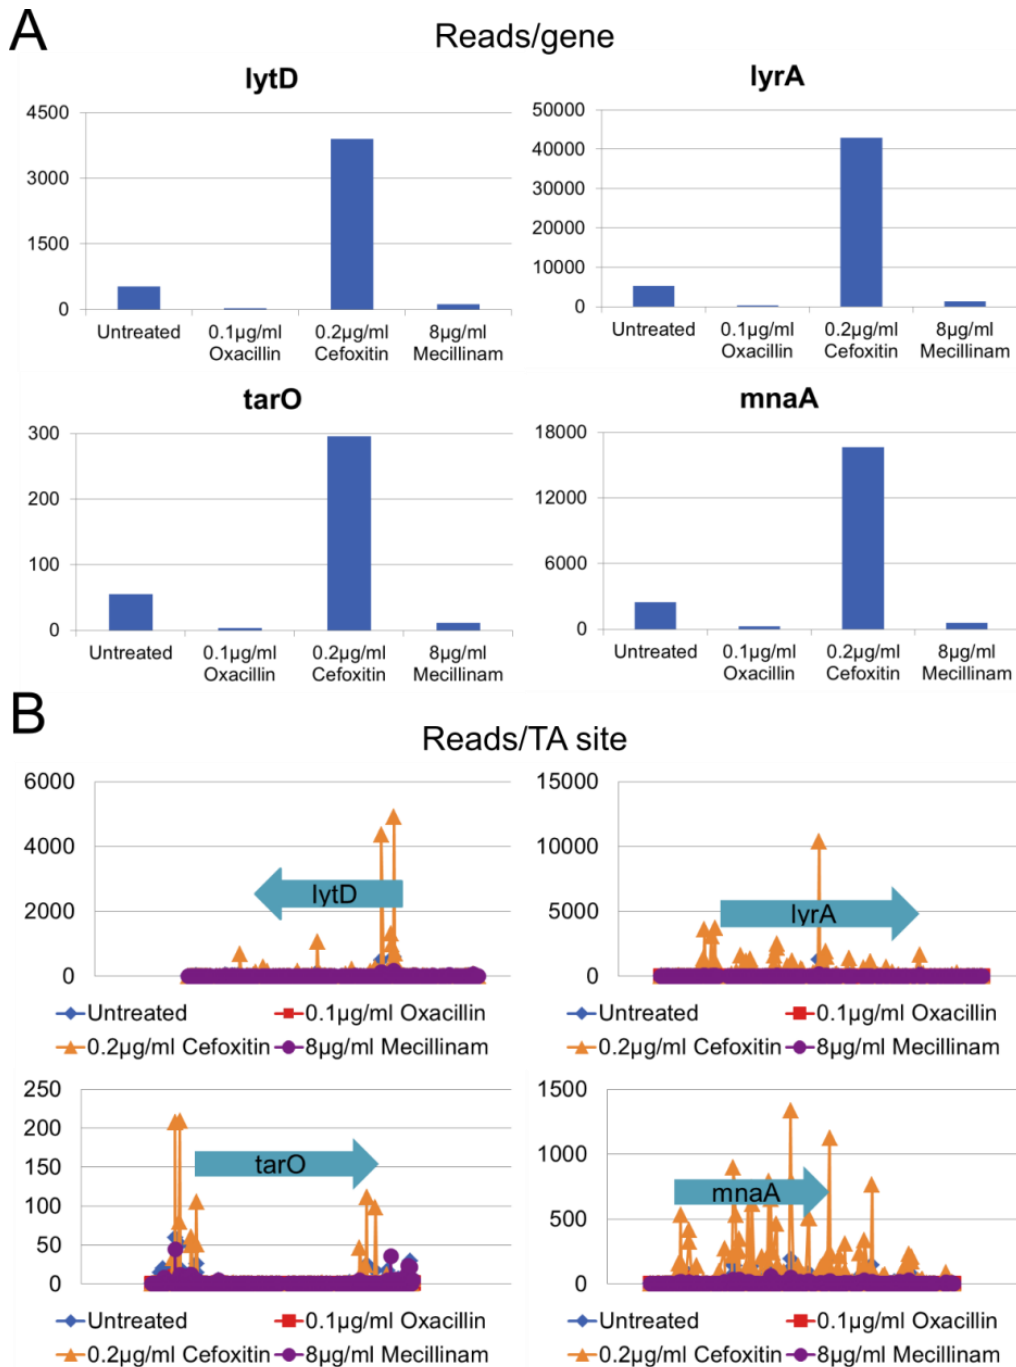 A
Reads/gene
lytD
4500
3000
1500
0
Untreated
0.1µg/ml
Oxacillin
0.2µg/ml
Cefoxitin
8µg/ml
Mecillinam
lyrA
50000
40000
30000
20000
10000
0
Untreated
0.1µg/ml
Oxacillin
0.2µg/ml
Cefoxitin
8µg/ml
Mecillinam
tarO
300
200
100
0
Untreated
0.1µg/ml
Oxacillin
0.2µg/ml
Cefoxitin
8µg/ml
Mecillinam
mnaA
18000
12000
6000
0
Untreated
0.1µg/ml
Oxacillin
0.2µg/ml
Cefoxitin
8µg/ml
Mecillinam
B
Reads/TA site
6000
4000
2000
0
lytD
Untreated 0.1µg/ml Oxacillin
0.2µg/ml Cefoxitin 8µg/ml Mecillinam
15000
10000
5000
0
lyrA
Untreated 0.1µg/ml Oxacillin
0.2µg/ml Cefoxitin 8µg/ml Mecillinam
250
200
150
100
50
0
tarO
Untreated 0.1µg/ml Oxacillin
0.2µg/ml Cefoxitin 8µg/ml Mecillinam
1500
1000
500
0
mnaA
Untreated 0.1µg/ml Oxacillin
0.2µg/ml Cefoxitin 8µg/ml Mecillinam